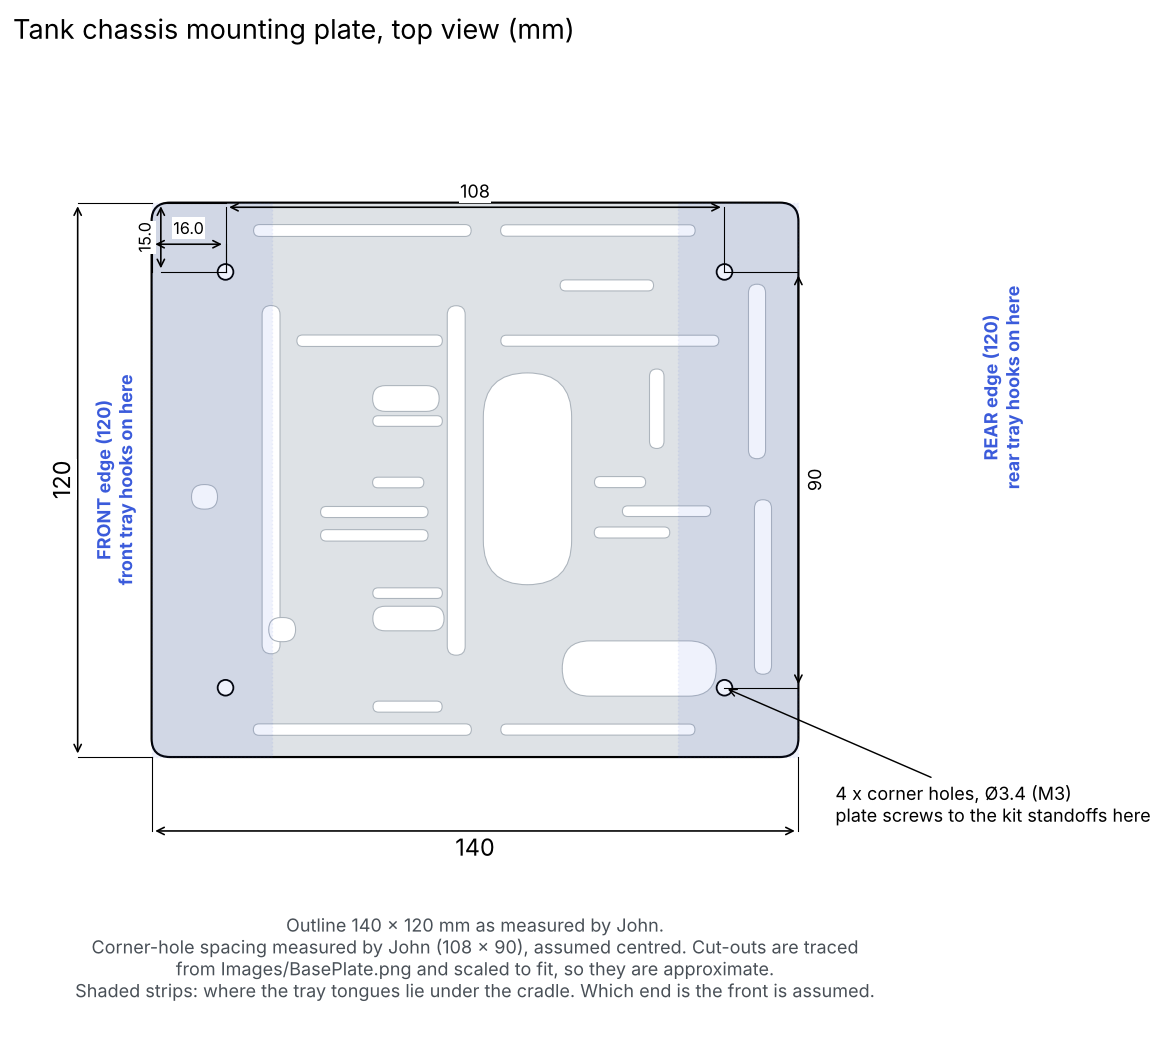 Tank chassis mounting plate, top view (mm)
108
15.0
16.0
120
FRONT edge (120)
front tray hooks on here
REAR edge (120)
rear tray hooks on here
90
4 x corner holes, Ø3.4 (M3)
plate screws to the kit standoffs here
140
Outline 140 × 120 mm as measured by John.
Corner-hole spacing measured by John (108 × 90), assumed centred. Cut-outs are traced
from Images/BasePlate.png and scaled to fit, so they are approximate.
Shaded strips: where the tray tongues lie under the cradle. Which end is the front is assumed.